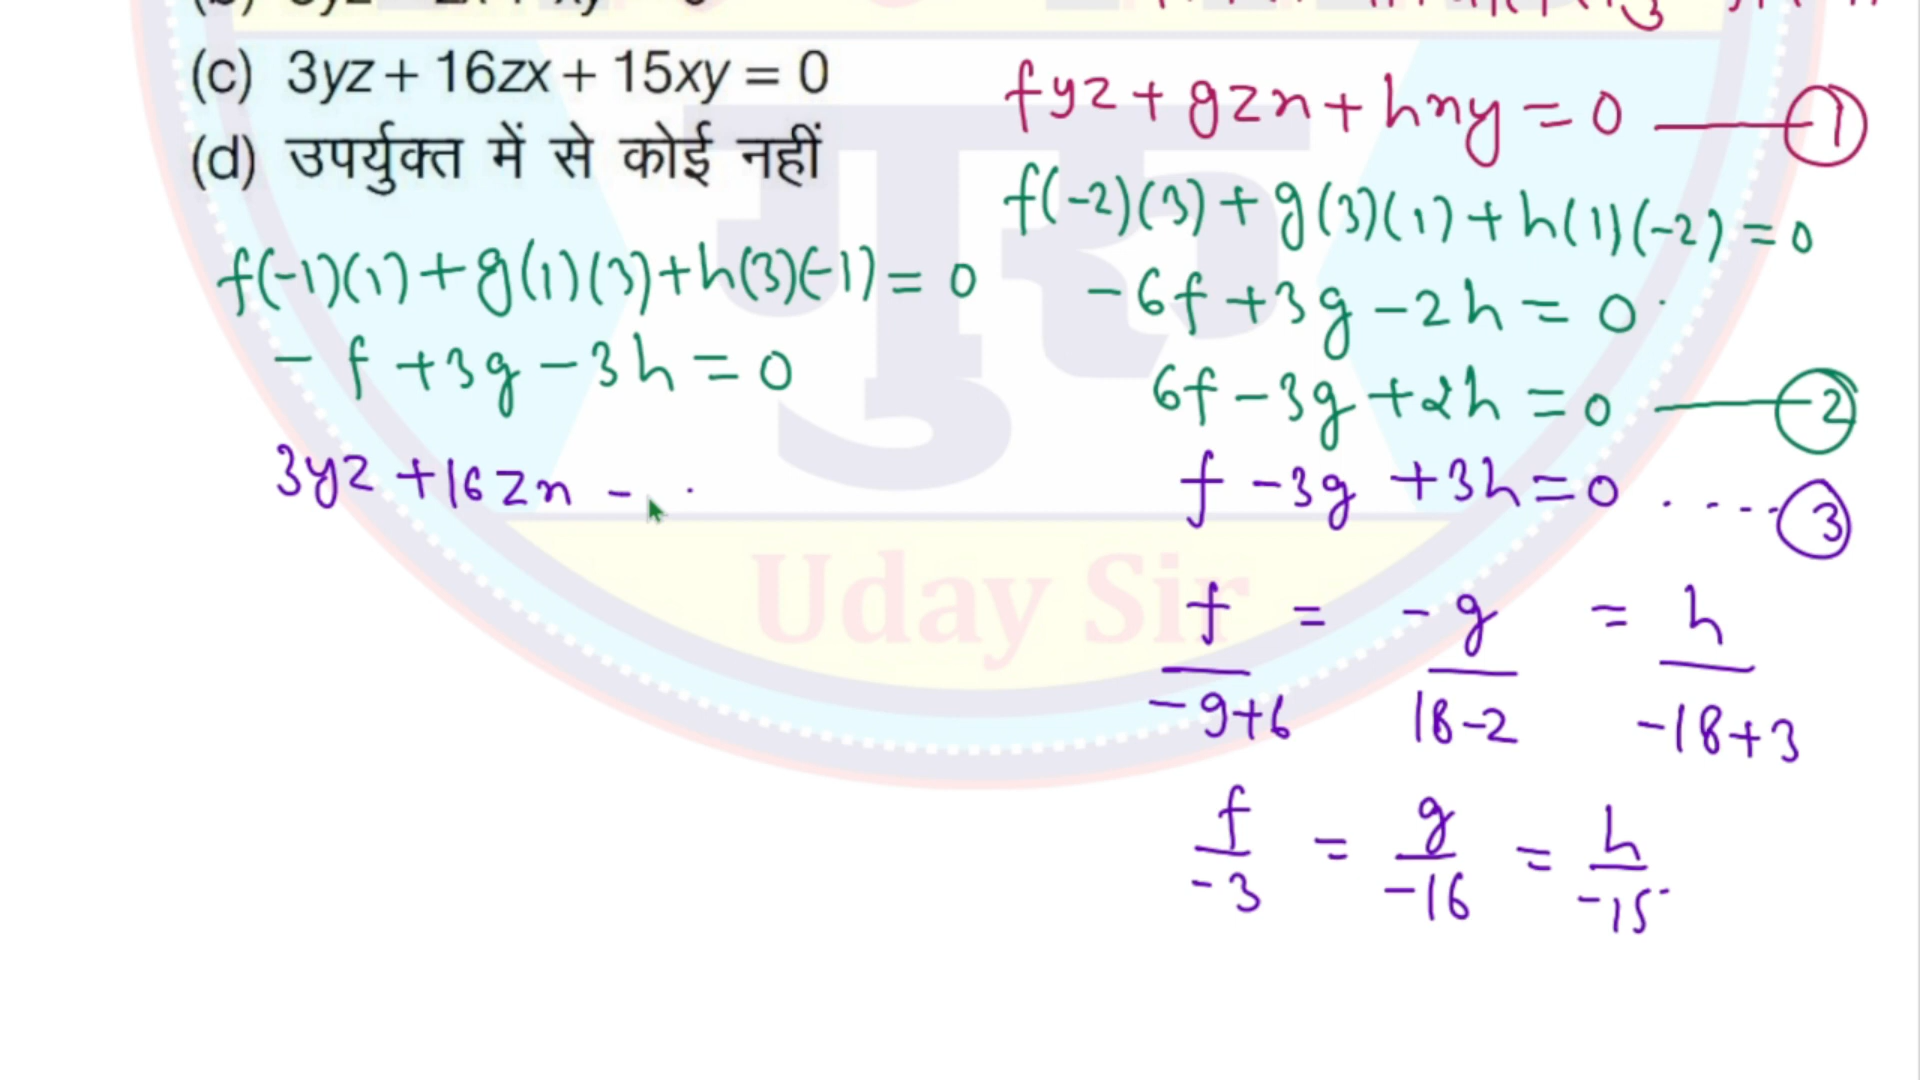 (c) 3yz + 16zx + 15xy = 0
(d) उपर्युक्त में से कोई नहीं
f(-1)(1) + g(1)(3) + h(3)(-1) = 0
- f + 3g - 3h = 0
3yz + 16zx - .
fyz + gzx + hxy = 0 —— 1
f(-2)(3) + g(3)(1) + h(1)(-2) = 0
-6f + 3g - 2h = 0 .
6f - 3g + 2h = 0 —— 2
f - 3g + 3h = 0 . ---- 3
f = -g = h
-9+6 18-2 -18+3
f = g = h
-3 -16 -15
Uday Sir
गुरु